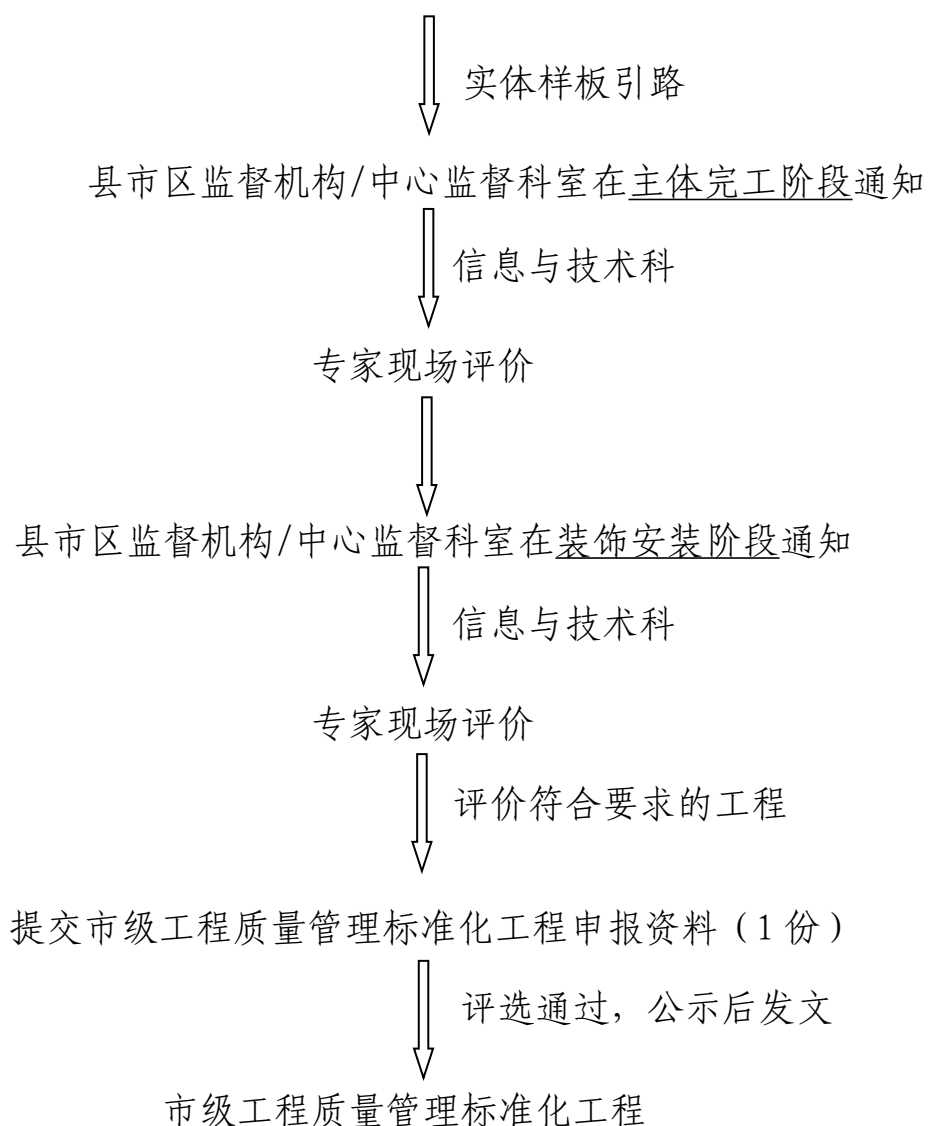 实体样板引路
县市区监督机构/中心监督科室在主体完工阶段通知
信息与技术科
专家现场评价
县市区监督机构/中心监督科室在装饰安装阶段通知
信息与技术科
专家现场评价
评价符合要求的工程
提交市级工程质量管理标准化工程申报资料（1份）
评选通过，公示后发文
市级工程质量管理标准化工程